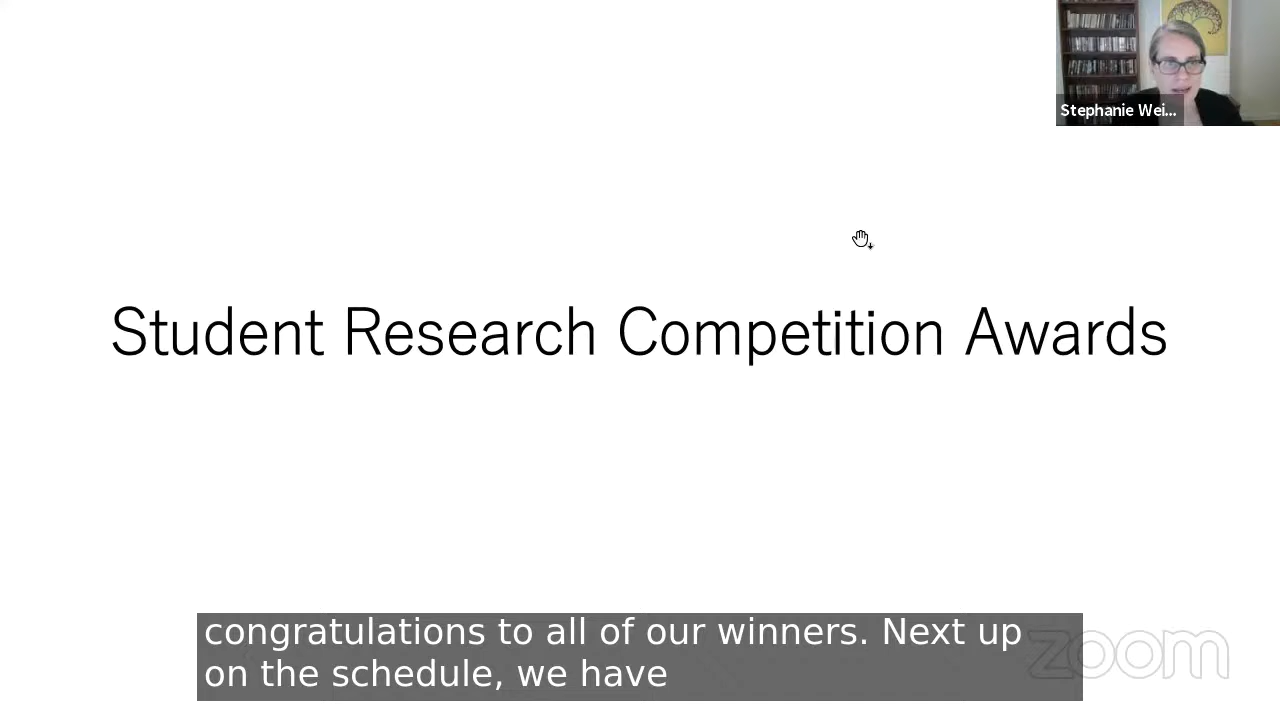 Stephanie Wei...
Student Research Competition Awards
congratulations to all of our winners. Next up
on the schedule, we have
zoom